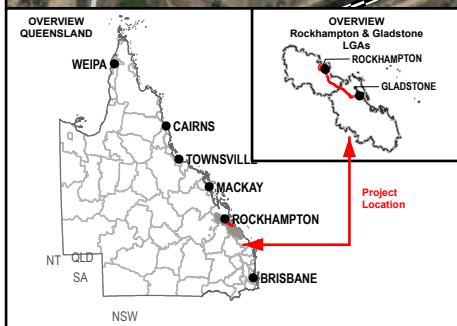 OVERVIEW
QUEENSLAND
WEIPA
CAIRNS
TOWNSVILLE
MACKAY
ROCKHAMPTON
BRISBANE
NT
QLD
SA
NSW
OVERVIEW
Rockhampton & Gladstone
LGAs
ROCKHAMPTON
GLADSTONE
Project
Location